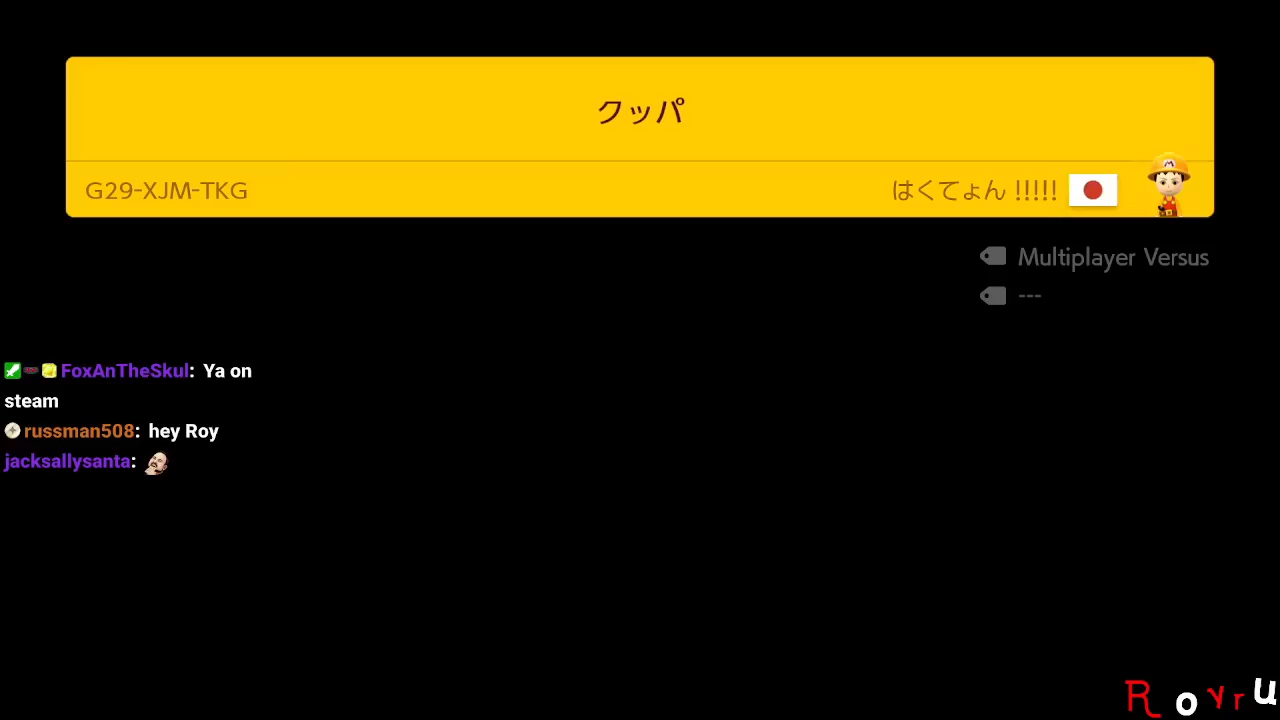 クッパ
G29-XJM-TKG
はくてょん !!!!!
Multiplayer Versus
---
FoxAnTheSkul: Ya on
steam
russman508: hey Roy
jacksallysanta:
Royru